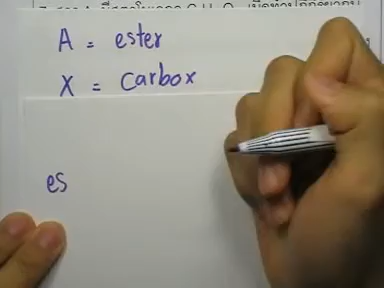 A = ester
X = carbox
es